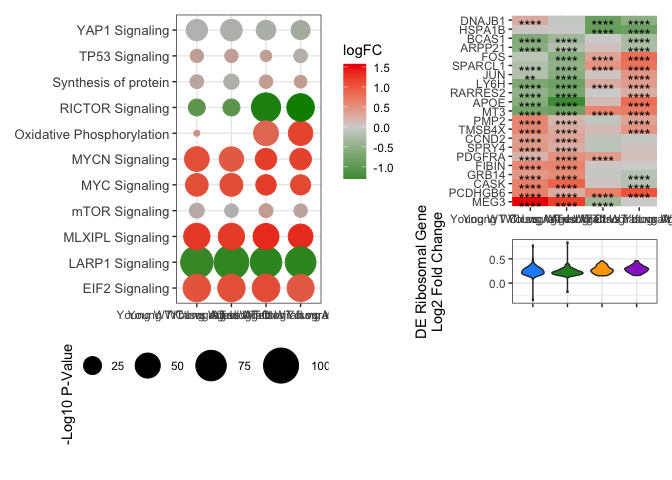 YAP1 Signaling
TP53 Signaling
Synthesis of protein
RICTOR Signaling
Oxidative Phosphorylation
MYCN Signaling
MYC Signaling
mTOR Signaling
MLXIPL Signaling
LARP1 Signaling
EIF2 Signaling
logFC
1.5
1.0
0.5
0.0
-0.5
-1.0
-Log10 P-Value
25
50
75
100
DNAJB1
HSPA1B
BCAS1
ARPP21
FOS
SPARCL1
JUN
LY6H
RARRES2
APOE
MT3
PMP2
TMSB4X
CCND2
SPRY4
PDGFRA
FIBIN
GRB14
CASK
PCDHGB6
MEG3
DE Ribosomal Gene
Log2 Fold Change
0.5
0.0